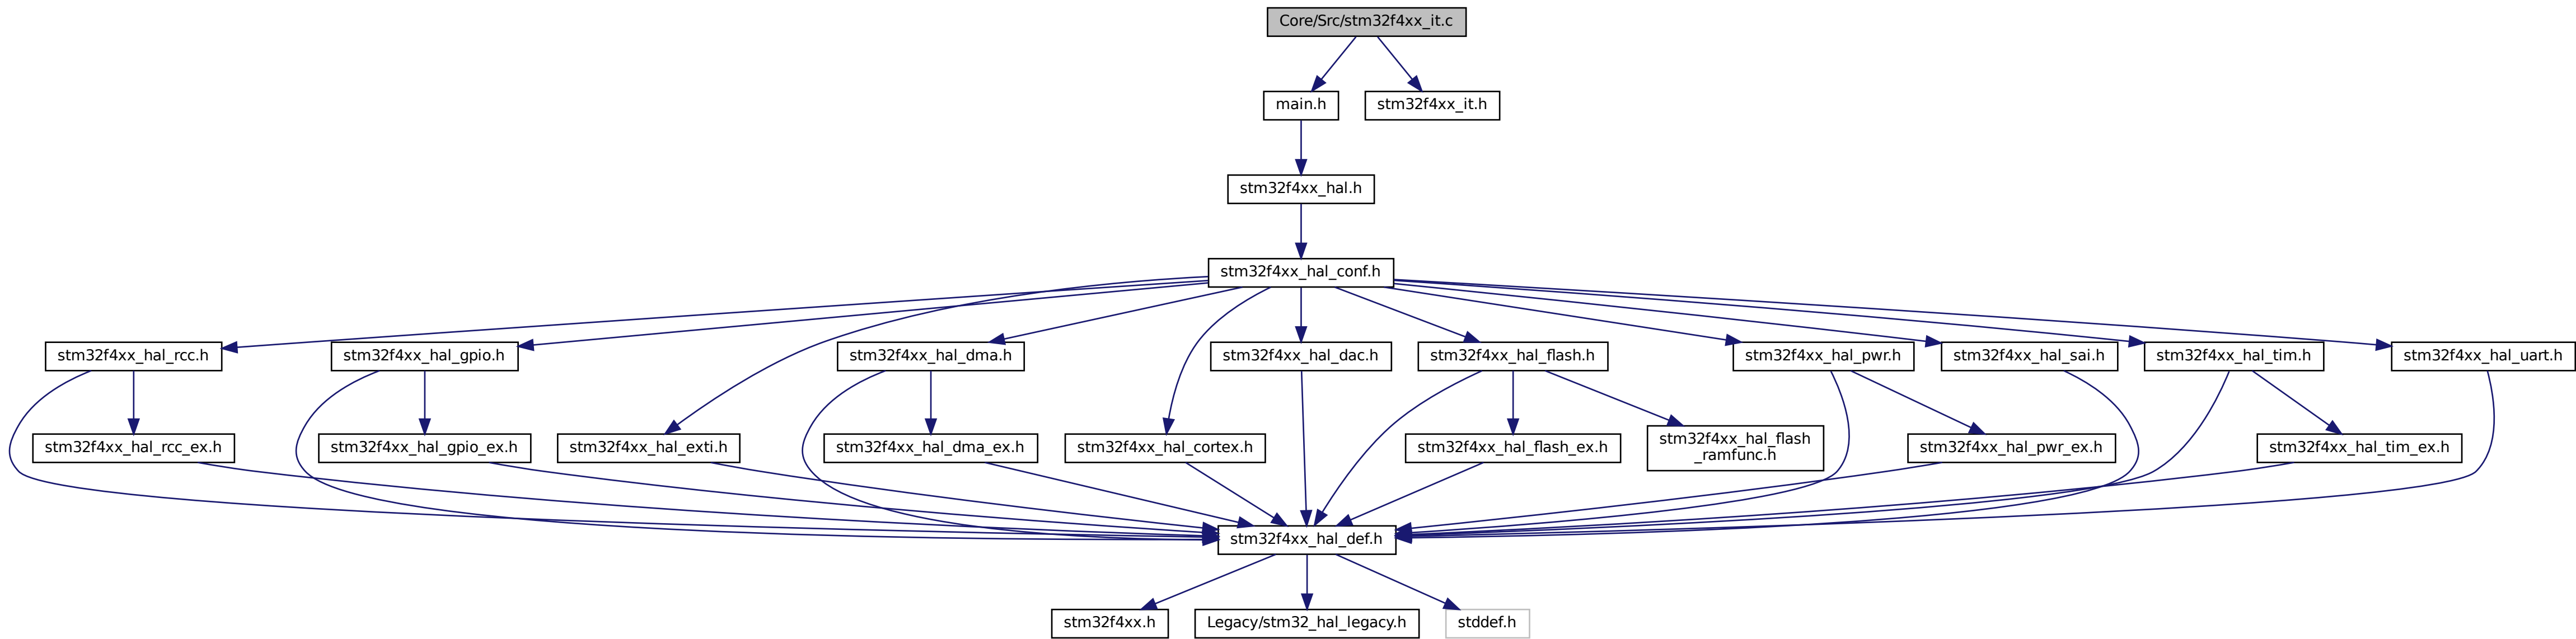 Core/Src/stm32f4xx_it.c
main.h
stm32f4xx_it.h
stm32f4xx_hal.h
stm32f4xx_hal_conf.h
stm32f4xx_hal_rcc.h
stm32f4xx_hal_gpio.h
stm32f4xx_hal_dma.h
stm32f4xx_hal_dac.h
stm32f4xx_hal_flash.h
stm32f4xx_hal_pwr.h
stm32f4xx_hal_sai.h
stm32f4xx_hal_tim.h
stm32f4xx_hal_uart.h
stm32f4xx_hal_rcc_ex.h
stm32f4xx_hal_gpio_ex.h
stm32f4xx_hal_exti.h
stm32f4xx_hal_dma_ex.h
stm32f4xx_hal_cortex.h
stm32f4xx_hal_flash_ex.h
stm32f4xx_hal_flash
_ramfunc.h
stm32f4xx_hal_pwr_ex.h
stm32f4xx_hal_tim_ex.h
stm32f4xx_hal_def.h
stm32f4xx.h
Legacy/stm32_hal_legacy.h
stddef.h